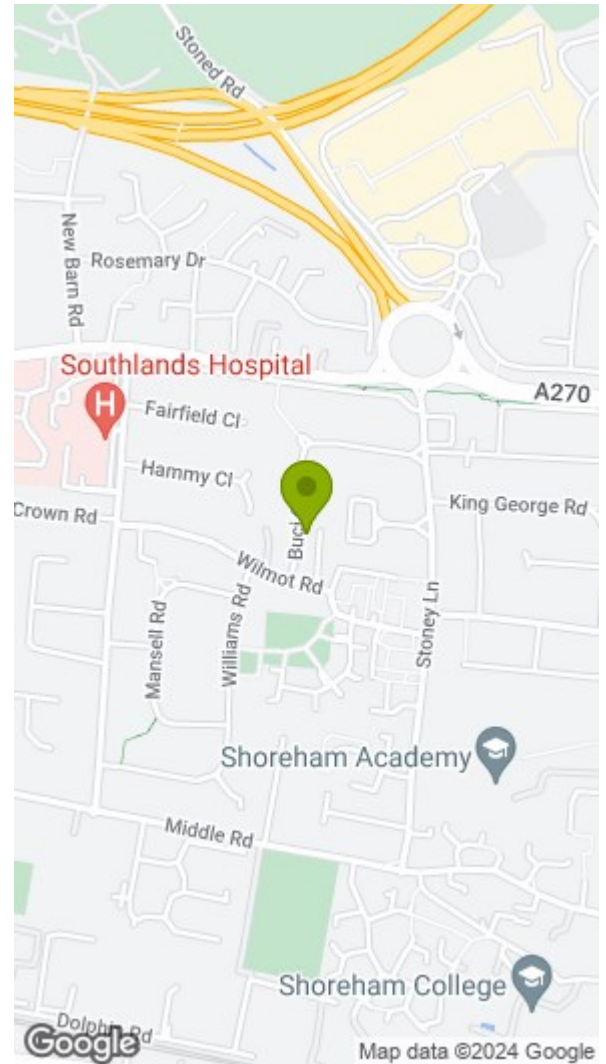 Stoned Rd
New Barn Rd
Rosemary Dr
Southlands Hospital
H
A270
Fairfield Cl
Hammy Cl
King George Rd
Crown Rd
Wilmot Rd
Mansell Rd
Williams Rd
Stoney Ln
Shoreham Academy
Middle Rd
Shoreham College
Dolphin Rd
Google
Map data ©2024 Google